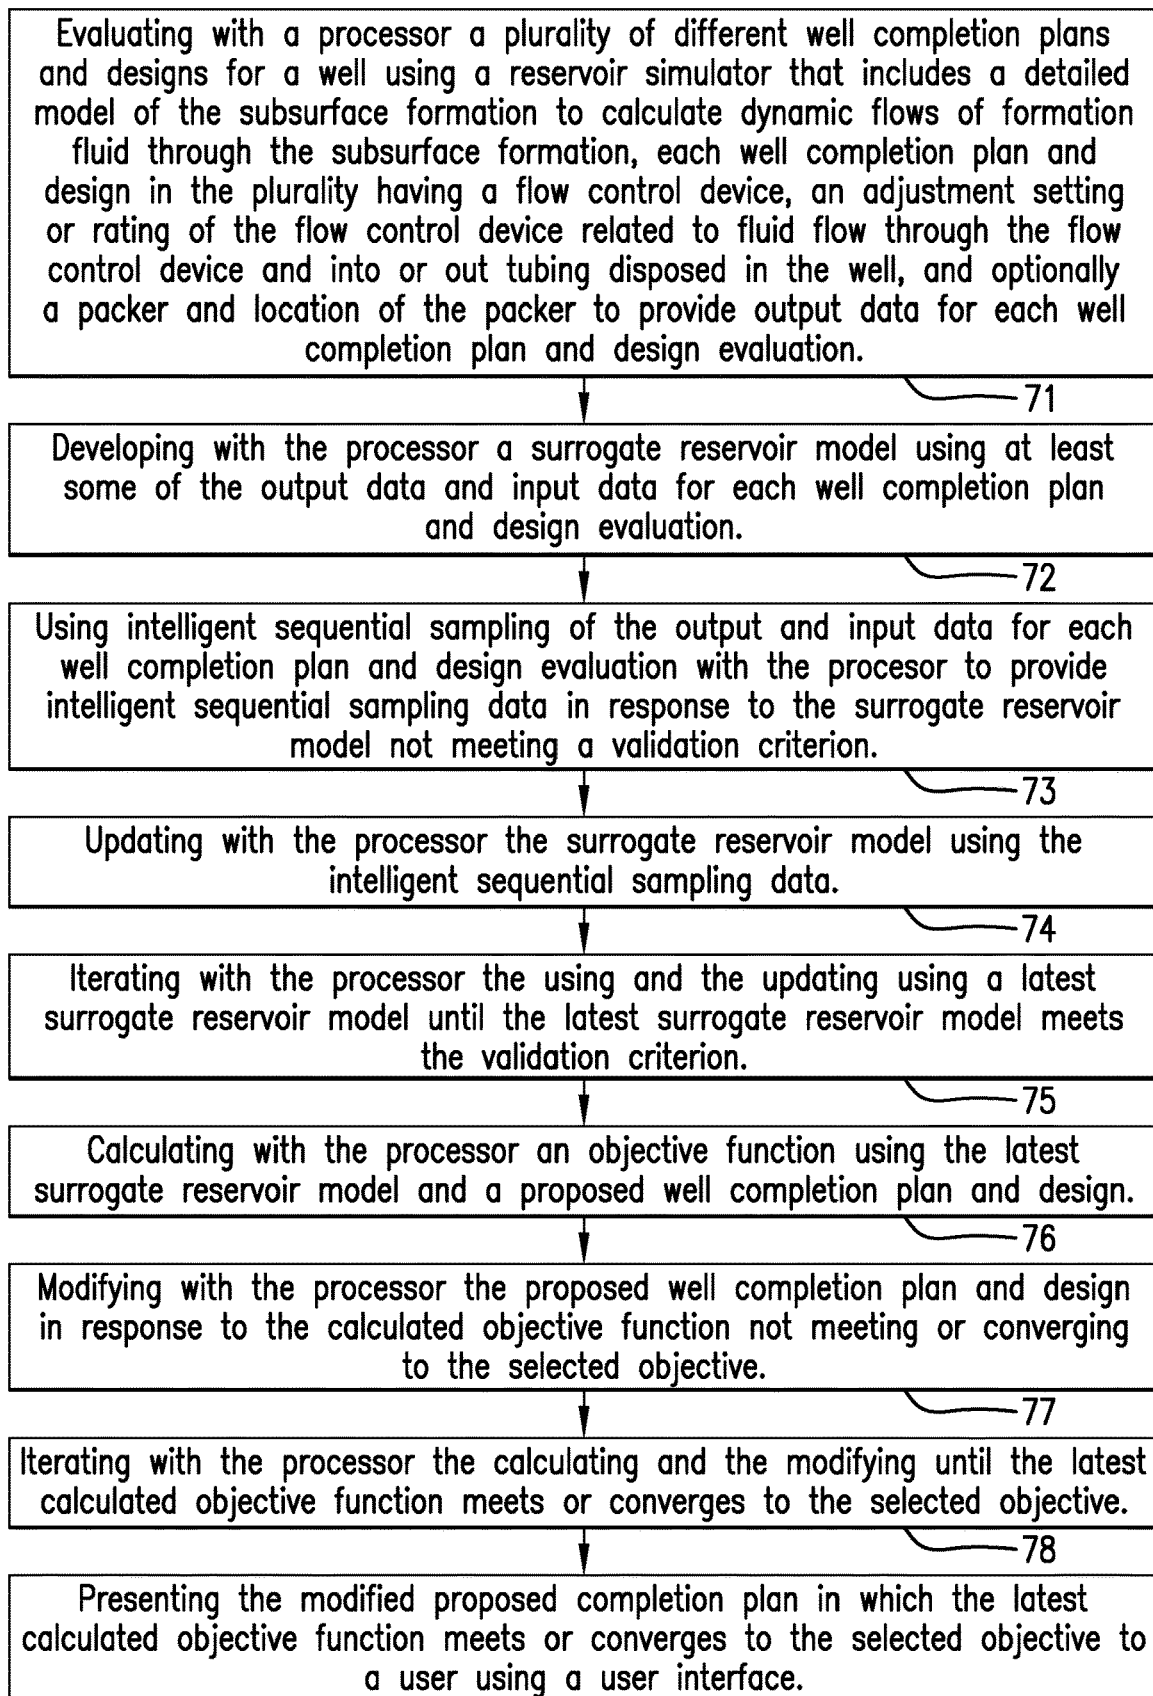 Evaluating with a processor a plurality of different well completion plans
and designs for a well using a reservoir simulator that includes a detailed
model of the subsurface formation to calculate dynamic flows of formation
fluid through the subsurface formation, each well completion plan and
design in the plurality having a flow control device, an adjustment setting
or rating of the flow control device related to fluid flow through the flow
control device and into or out tubing disposed in the well, and optionally
a packer and location of the packer to provide output data for each well
completion plan and design evaluation.
71
Developing with the processor a surrogate reservoir model using at least
some of the output data and input data for each well completion plan
and design evaluation.
72
Using intelligent sequential sampling of the output and input data for each
well completion plan and design evaluation with the procesor to provide
intelligent sequential sampling data in response to the surrogate reservoir
model not meeting a validation criterion.
73
Updating with the processor the surrogate reservoir model using the
intelligent sequential sampling data.
74
Iterating with the processor the using and the updating using a latest
surrogate reservoir model until the latest surrogate reservoir model meets
the validation criterion.
75
Calculating with the processor an objective function using the latest
surrogate reservoir model and a proposed well completion plan and design.
76
Modifying with the processor the proposed well completion plan and design
in response to the calculated objective function not meeting or converging
to the selected objective.
77
Iterating with the processor the calculating and the modifying until the latest
calculated objective function meets or converges to the selected objective.
78
Presenting the modified proposed completion plan in which the latest
calculated objective function meets or converges to the selected objective to
a user using a user interface.